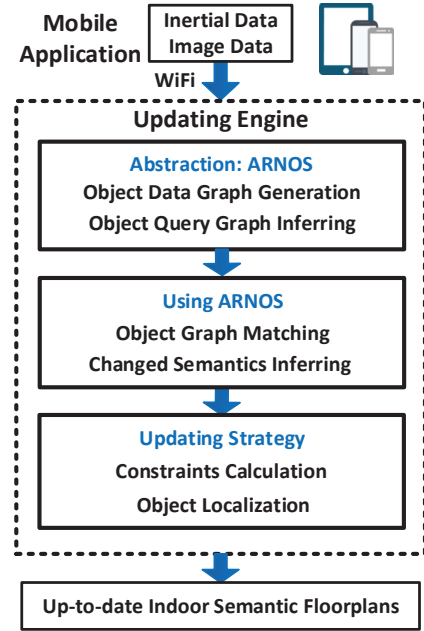 Mobile
Application
Inertial Data
Image Data
WiFi
Updating Engine
Abstraction: ARNOS
Object Data Graph Generation
Object Query Graph Inferring
Using ARNOS
Object Graph Matching
Changed Semantics Inferring
Updating Strategy
Constraints Calculation
Object Localization
Up-to-date Indoor Semantic Floorplans